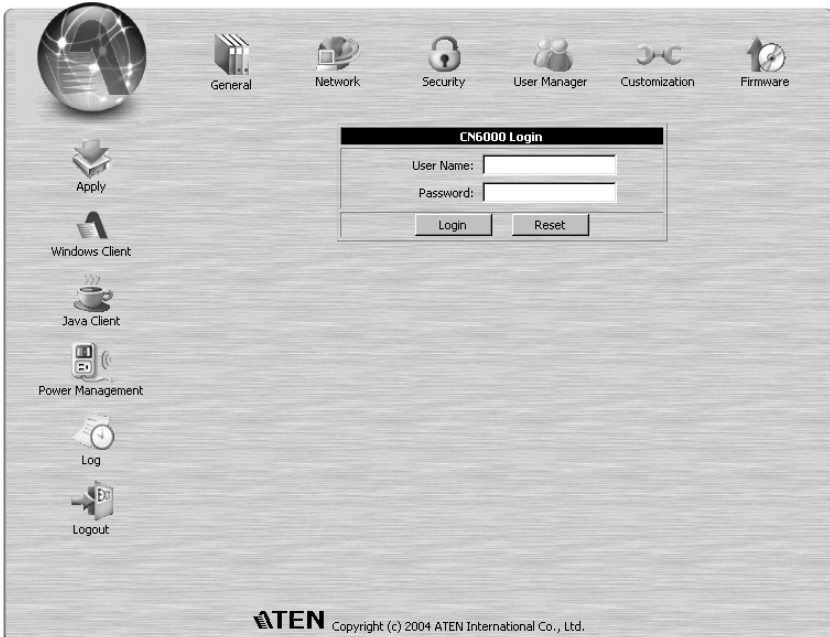 General
Network
Security
User Manager
Customization
Firmware
CN6000 Login
User Name:
Password:
Login Reset
Apply
Windows Client
Java Client
Power Management
Log
EXIT
Logout
ATEN Copyright (c) 2004 ATEN International Co., Ltd.